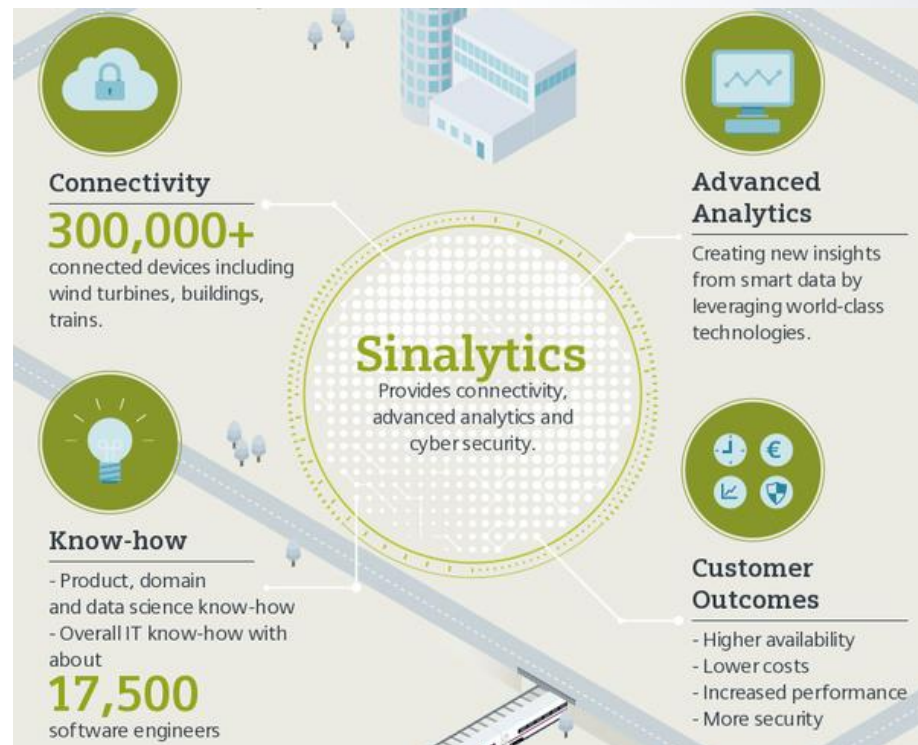 Connectivity
300,000+
connected devices including
wind turbines, buildings,
trains.
Advanced
Analytics
Creating new insights
from smart data by
leveraging world-class
technologies.
Sinalytics
Provides connectivity,
advanced analytics and
cyber security.
Know-how
- Product, domain
and data science know-how
- Overall IT know-how with
about
17,500
software engineers
€
Customer
Outcomes
- Higher availability
- Lower costs
- Increased performance
- More security